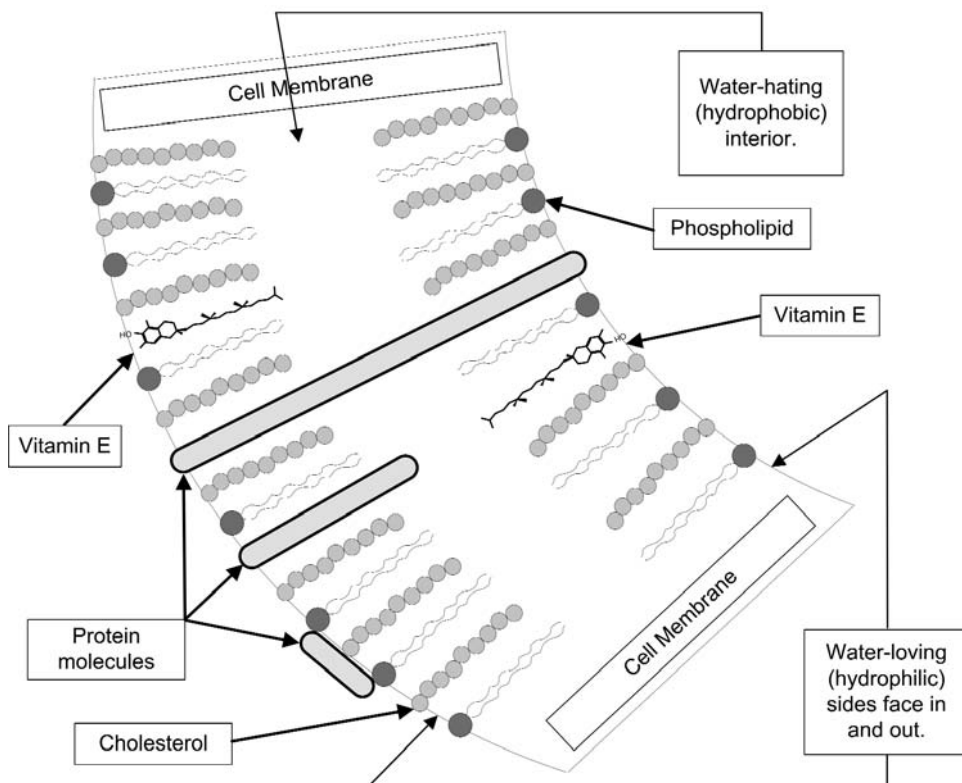 Cell Membrane
Water-hating
(hydrophobic)
interior.
Phospholipid
Vitamin E
HO
HO
Vitamin E
Cell Membrane
Protein
molecules
Water-loving
(hydrophilic)
sides face in
and out.
Cholesterol